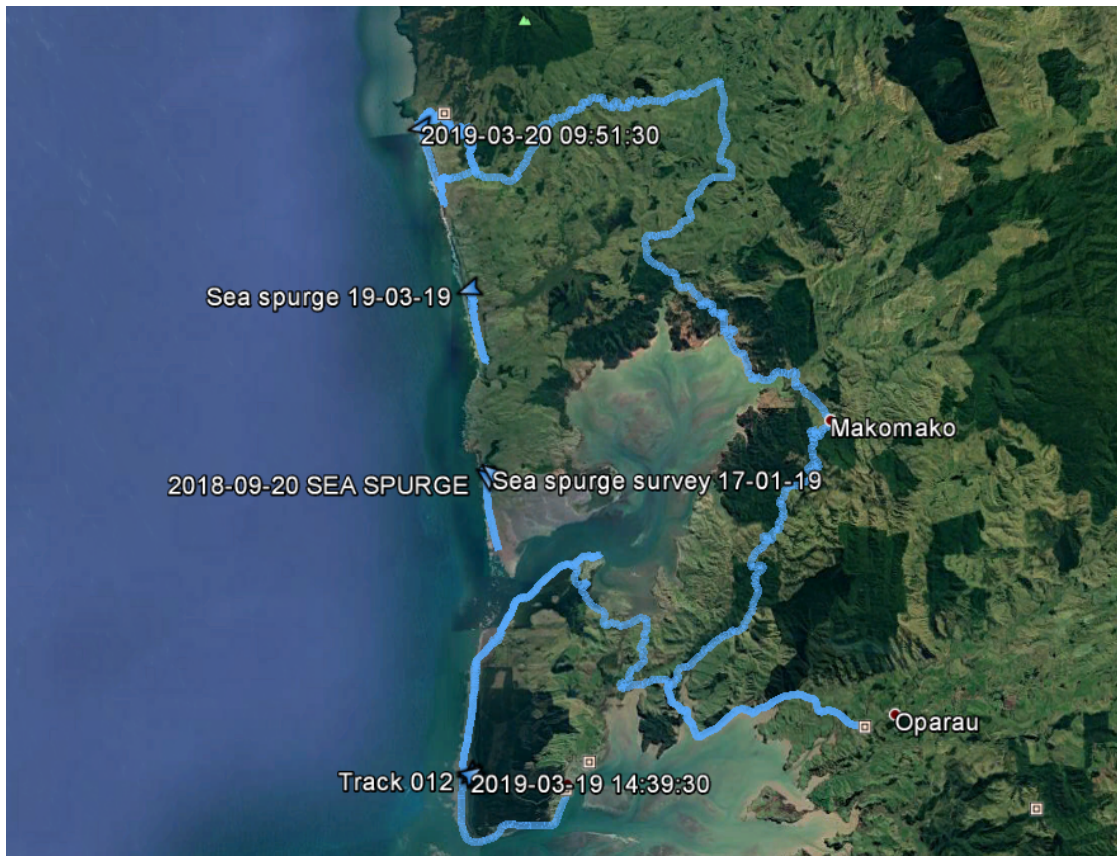 2019-03-20 09:51:30
Sea spurge 19-03-19
Makomako
2018-09-20 SEA SPURGE
Sea spurge survey 17-01-19
Oparau
Track 012
2019-03-19 14:39:30